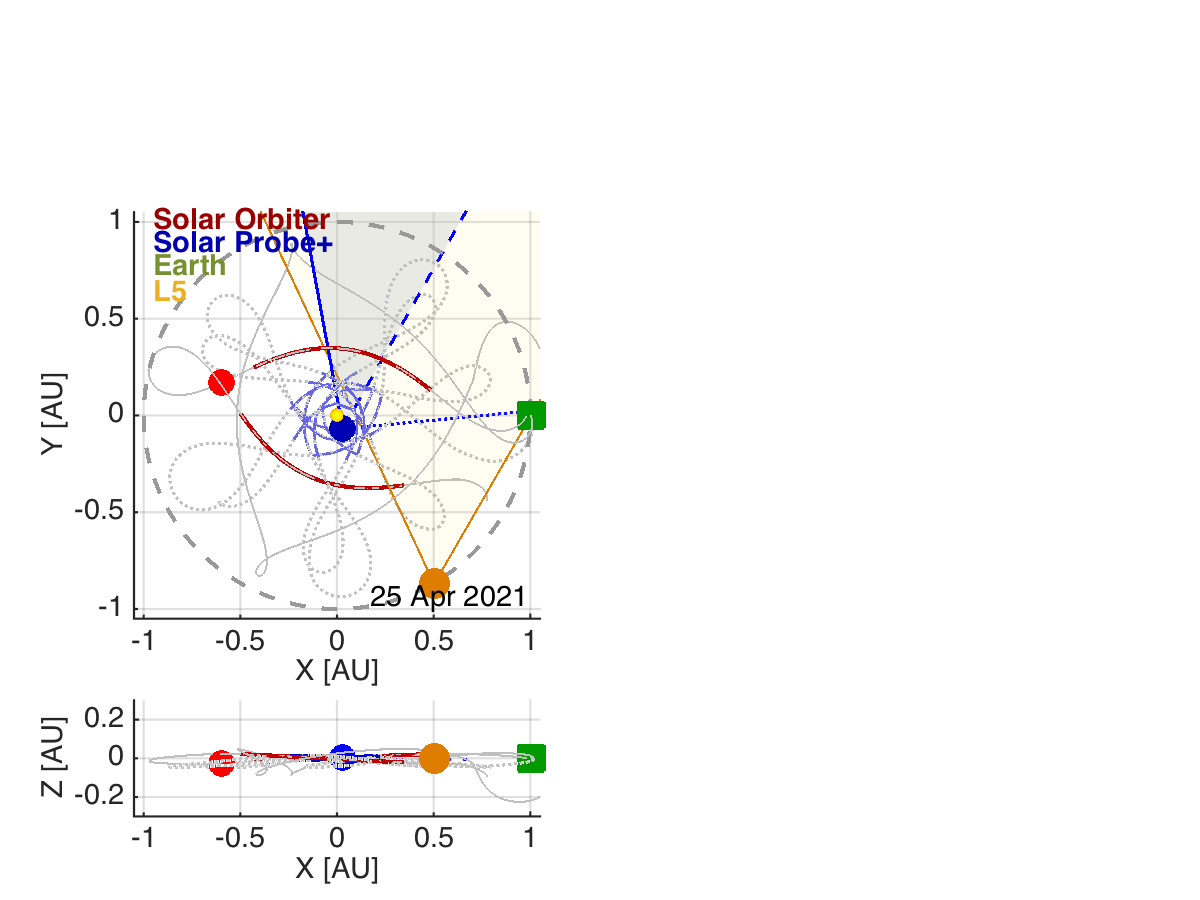 1
Solar Orbiter
Solar Probe+
Earth
L5
0.5
0
-0.5
-1
Y [AU]
25 Apr 2021
-1 -0.5 0 0.5 1
X [AU]
0.2
0
-0.2
Z [AU]
-1 -0.5 0 0.5 1
X [AU]